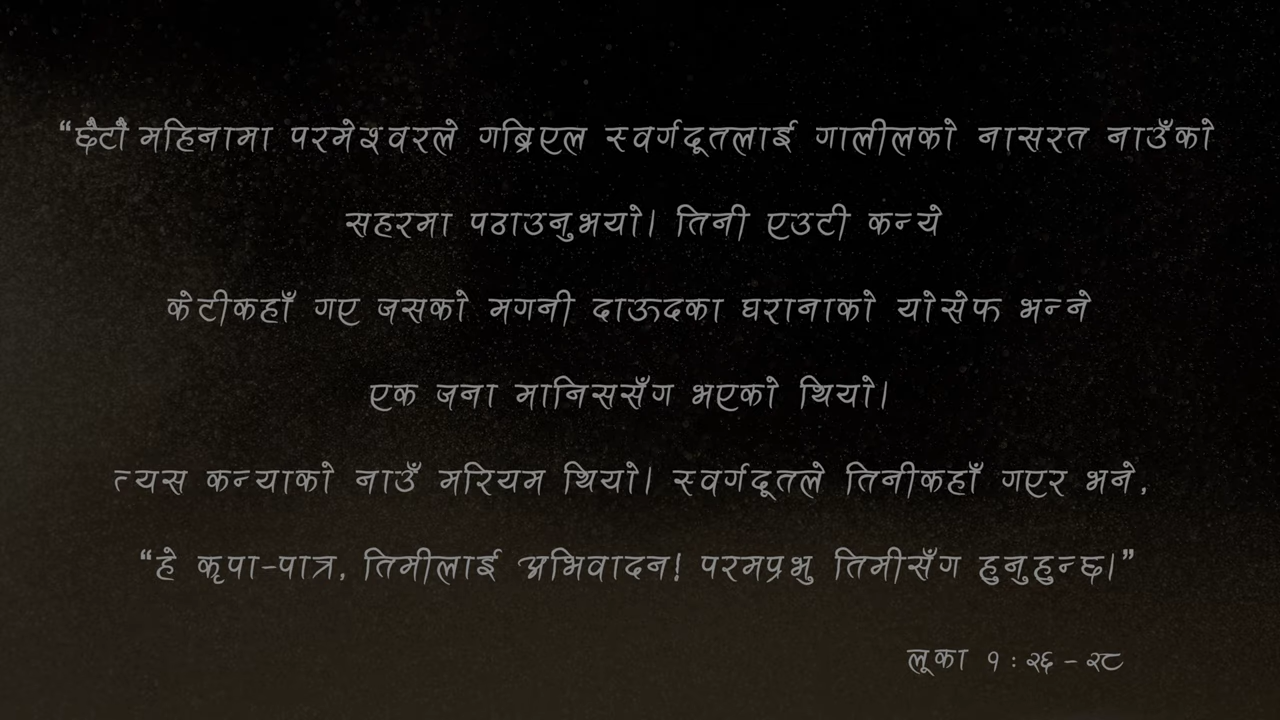 “छैटौं महिनामा परमेश्वरले गब्रिएल स्वर्गदूतलाई गालीलको नासरत नाउँको
सहरमा पठाउनुभयो। तिनी एउटी कन्ये
केटीकहाँ गए जसको मगनी दाऊदका घरानाको योसेफ भन्ने
एक जना मानिससँग भएको थियो।
त्यस कन्याको नाउँ मरियम थियो। स्वर्गदूतले तिनीकहाँ गएर भने,
“हे कृपा-पात्र, तिमीलाई अभिवादन! परमप्रभु तिमीसँग हुनुहुन्छ।”
लूका १ : २६ - २८